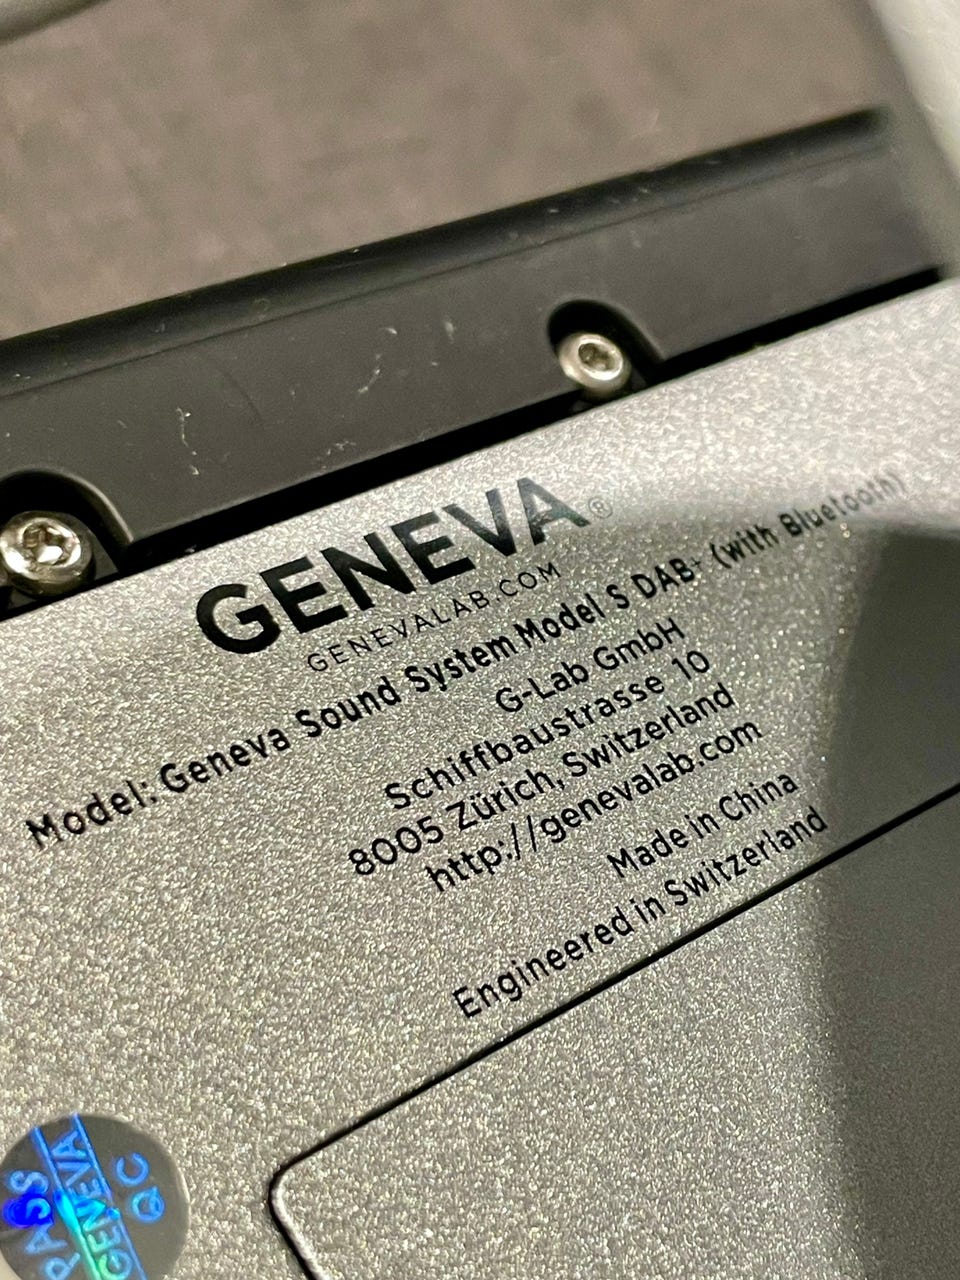 GENEVA®
GENEVALAB.COM
Model: Geneva Sound System Model S DAB+ (with Bluetooth)
G-Lab GmbH
Schiffbaustrasse 10
8005 Zürich, Switzerland
http://genevalab.com
Made in China
Engineered in Switzerland
PASS
GENEVA
QC